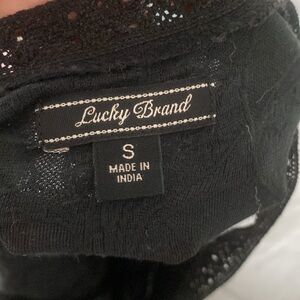 Lucky Brand
S
MADE IN
INDIA